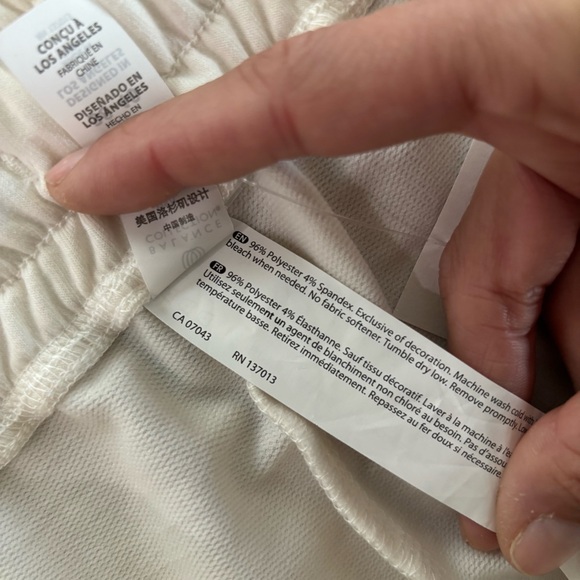 CONÇU À
LOS ANGELES
FABRIQUÉ EN
CHINE
DISEÑADO EN
LOS ANGELES
HECHO EN
美国洛杉矶设计
中国制造
EN 96% Polyester 4% Spandex. Exclusive of decoration. Machine wash cold
bleach when needed. No fabric softener. Tumble dry low. Remove promptly.
FR 96% Polyester 4% Élasthanne. Sauf tissu décoratif. Laver à la machine à
Utilisez seulement un agent de blanchiment non chloré au besoin. Pas
température basse. Retirez immédiatement. Repassez au fer doux si nécessaire.
CA 07043
RN 137013